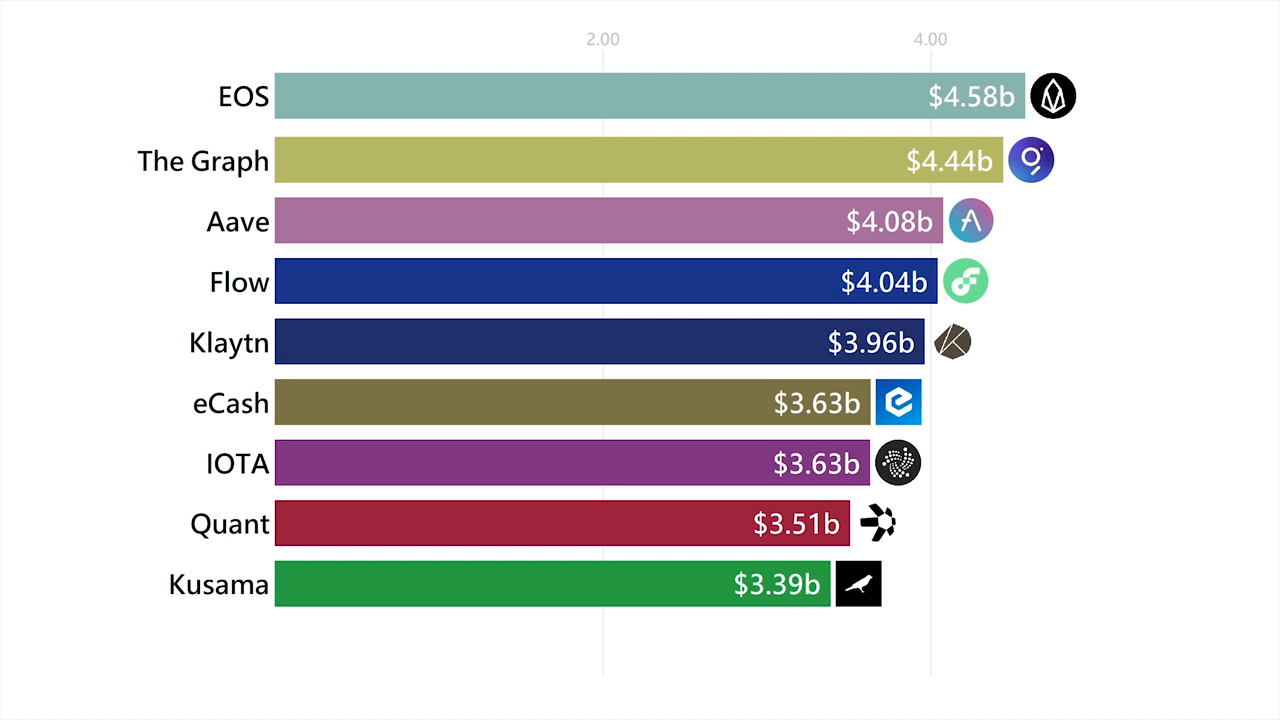 2.00 4.00
EOS $4.58b
The Graph $4.44b
Aave $4.08b
Flow $4.04b
Klaytn $3.96b
eCash $3.63b
IOTA $3.63b
Quant $3.51b
Kusama $3.39b